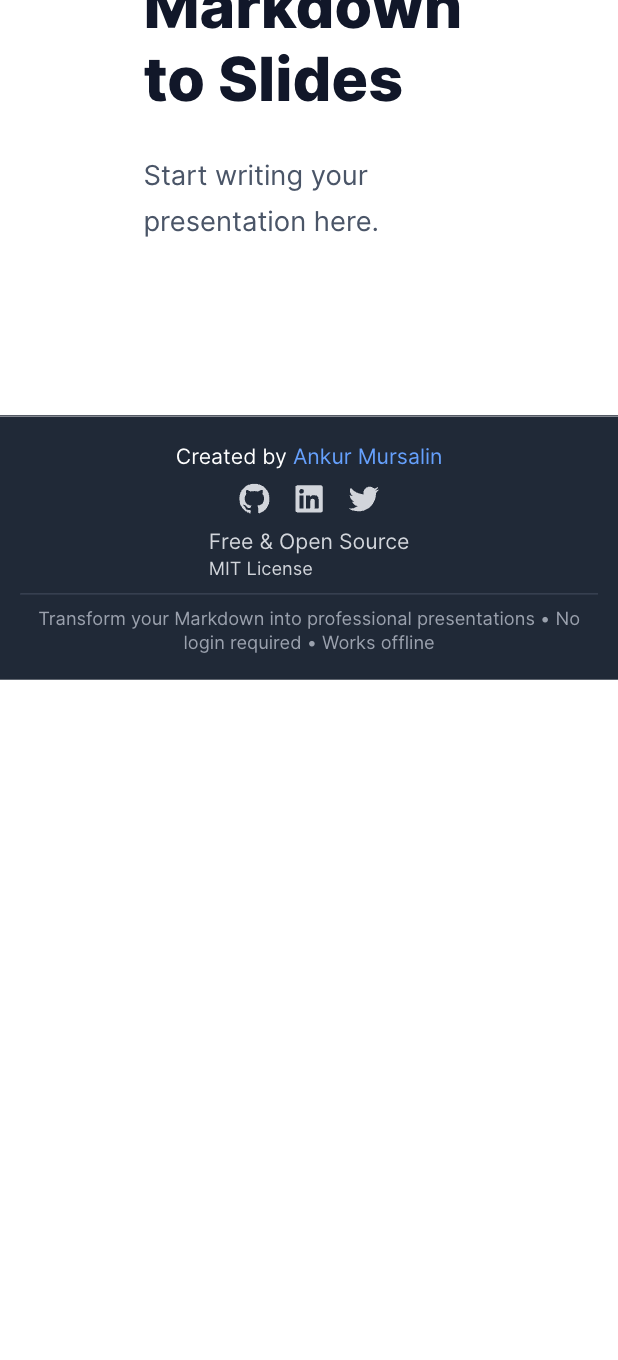 Markdown
to Slides
Start writing your
presentation here.
Created by Ankur Mursalin
Free & Open Source
MIT License
Transform your Markdown into professional presentations • No
login required • Works offline